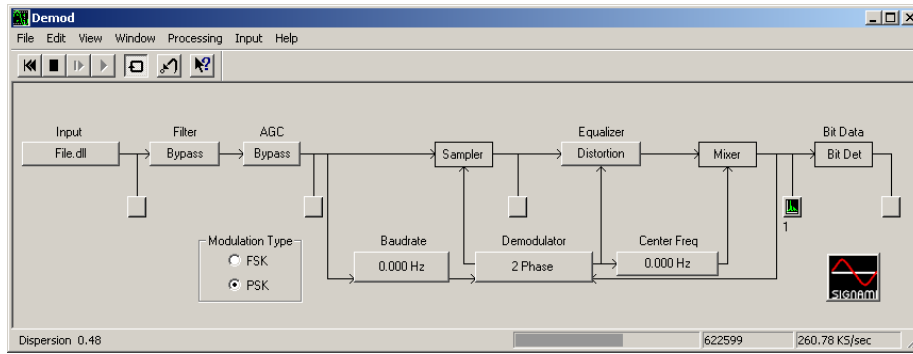 Demod
File Edit View Window Processing Input Help
Input Filter AGC Equalizer Bit Data
File.dll Bypass Bypass Sampler Distortion Mixer Bit Det
1
Modulation Type Baudrate Demodulator Center Freq
FSK
0.000 Hz 2 Phase 0.000 Hz
PSK
SIGNAMI
Dispersion 0.48 622599 260.78 KS/sec